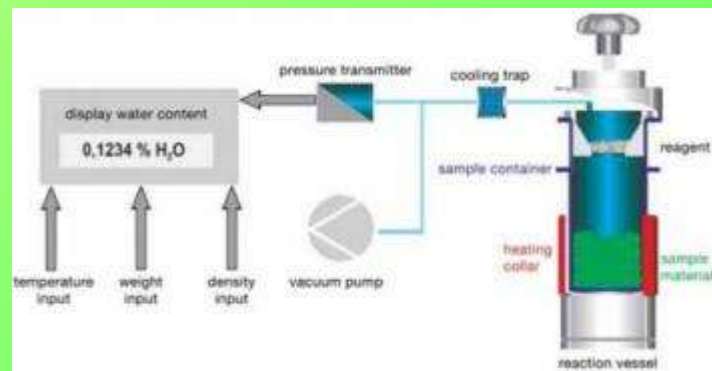 pressure transmitter
cooling trap
display water content
0,1234 % H₂O
reagent
sample container
heating
collar
sample
material
temperature
input
weight
input
density
input
vacuum pump
reaction vessel